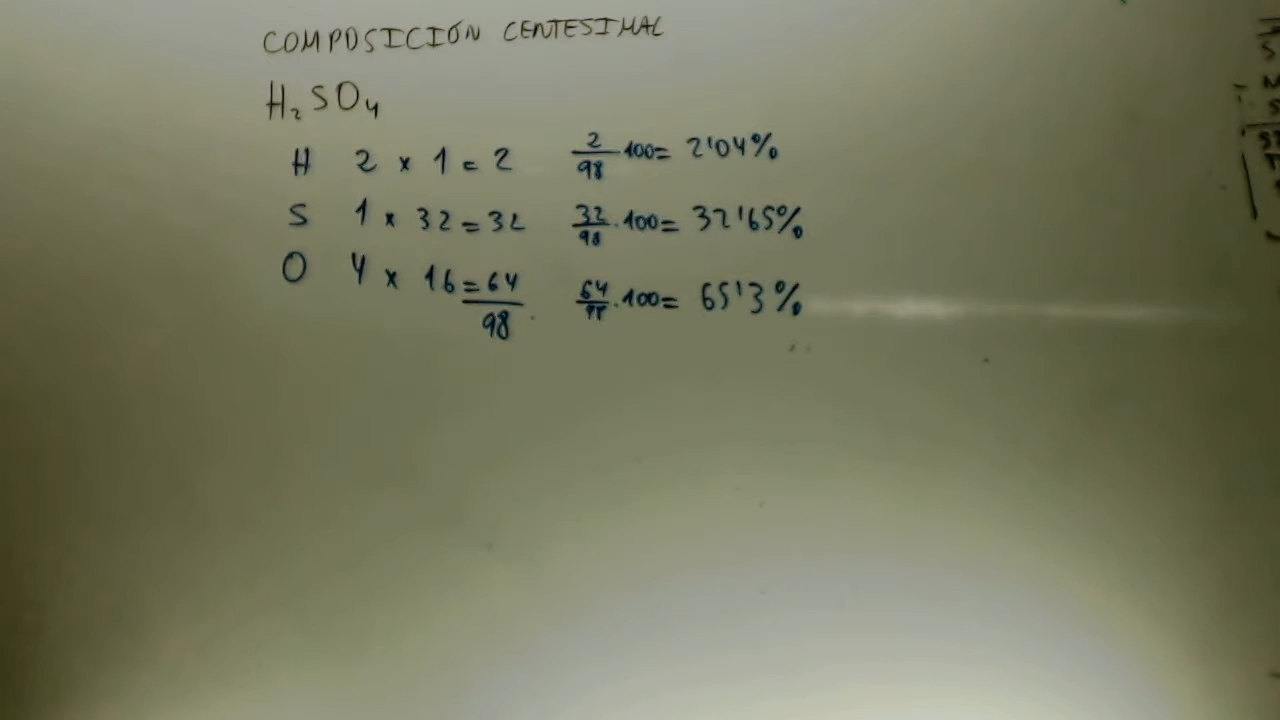 COMPOSICIÓN CENTESIMAL
H₂SO₄
H 2 x 1 = 2 2/98 100= 2'04%
S 1 x 32 = 32 32/98 . 100= 32'65%
O 4 x 16 = 64 64/98 . 100= 65'3%
98